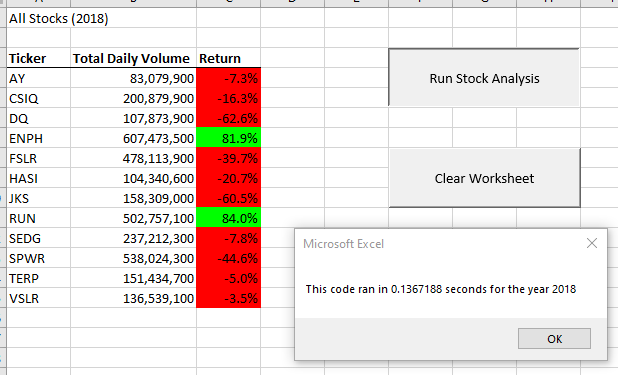 All Stocks (2018)
Ticker Total Daily Volume Return
AY 83,079,900 -7.3%
CSIQ 200,879,900 -16.3%
DQ 107,873,900 -62.6%
ENPH 607,473,500 81.9%
FSLR 478,113,900 -39.7%
HASI 104,340,600 -20.7%
JKS 158,309,000 -60.5%
RUN 502,757,100 84.0%
SEDG 237,212,300 -7.8%
SPWR 538,024,300 -44.6%
TERP 151,434,700 -5.0%
VSLR 136,539,100 -3.5%
Run Stock Analysis
Clear Worksheet
Microsoft Excel
This code ran in 0.1367188 seconds for the year 2018
OK